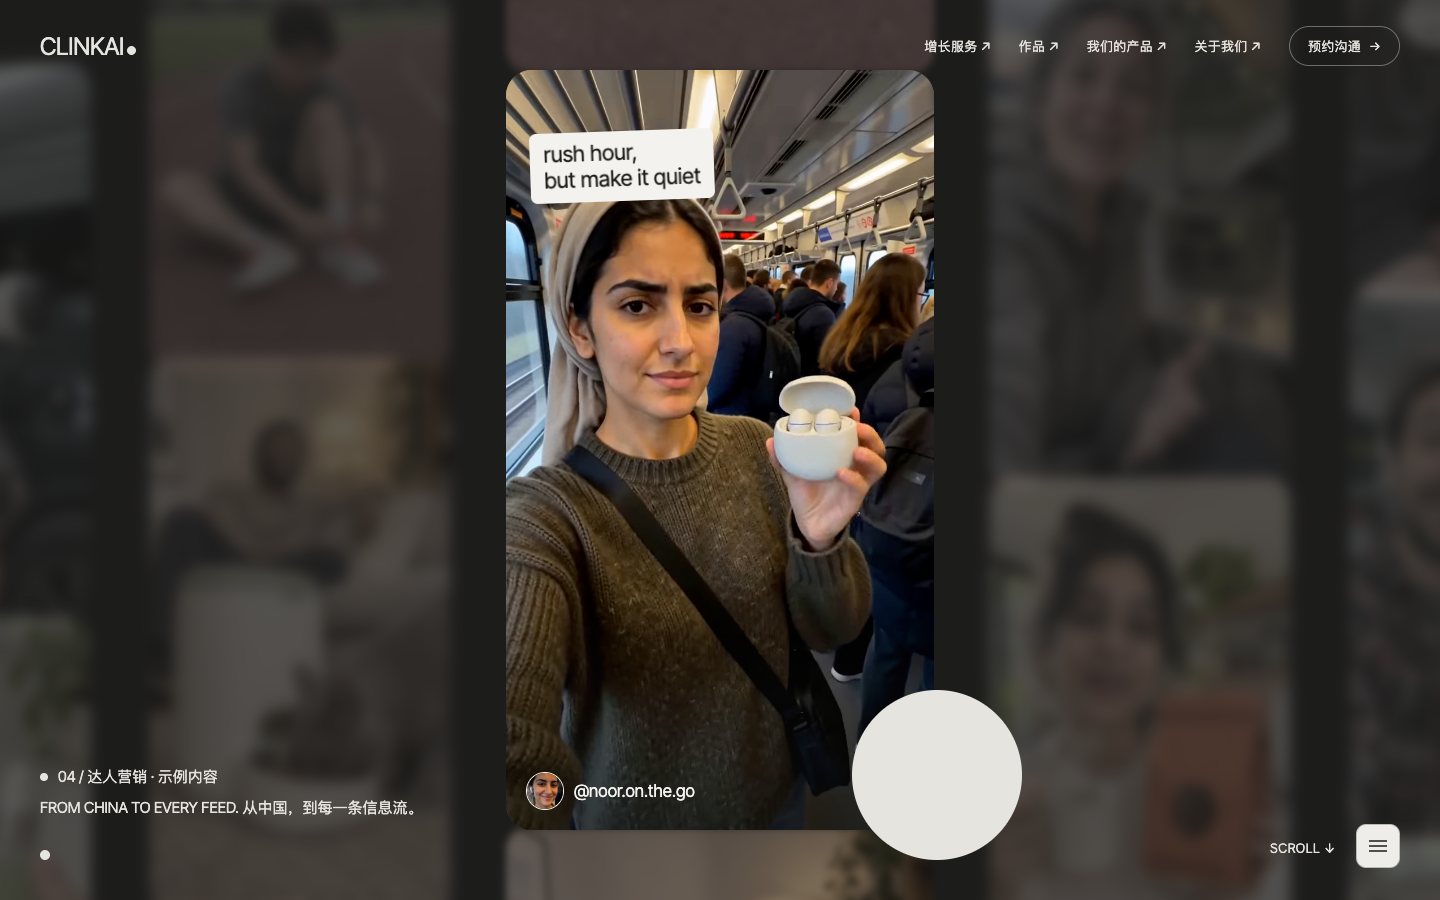 CLINKAI
增长服务 ↗
作品 ↗
我们的产品 ↗
关于我们 ↗
预约沟通 →
rush hour,
but make it quiet
@noor.on.the.go
04 / 达人营销 · 示例内容
FROM CHINA TO EVERY FEED. 从中国，到每一条信息流。
SCROLL ↓